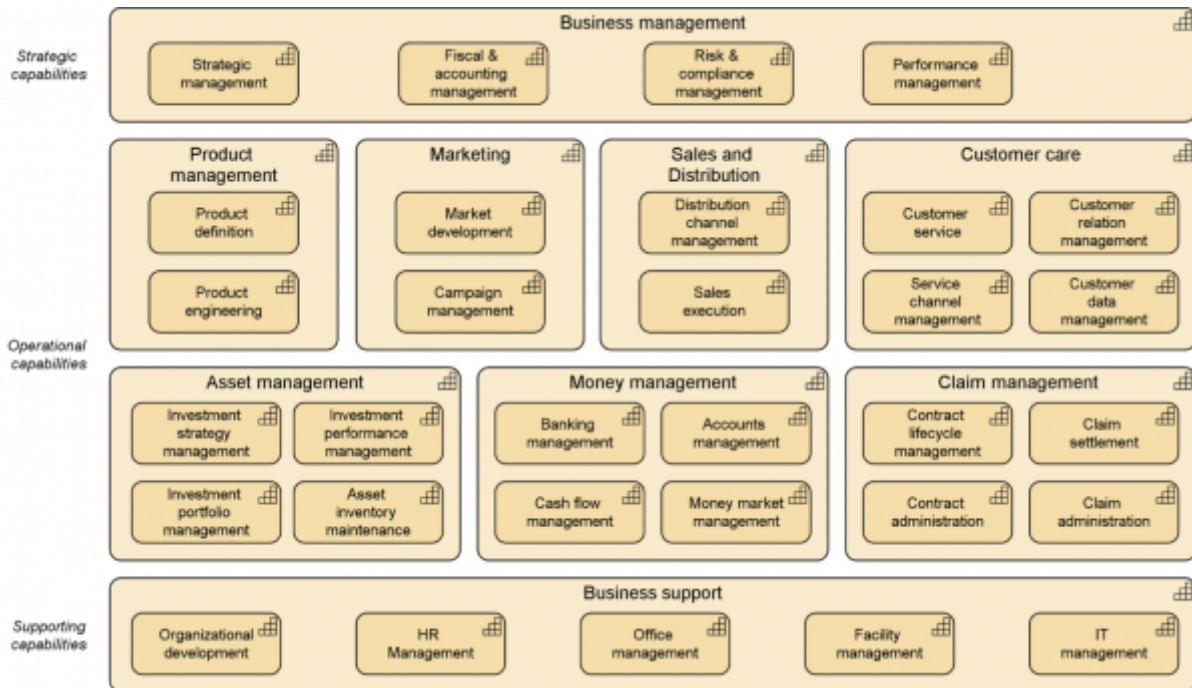 Business management
Strategic
capabilities
Strategic
management
Fiscal &
accounting
management
Risk &
compliance
management
Performance
management
Product
management
Product
definition
Product
engineering
Marketing
Market
development
Campaign
management
Sales and
Distribution
Distribution
channel
management
Sales
execution
Customer care
Customer
service
Customer
relation
management
Service
channel
management
Customer
data
management
Operational
capabilities
Asset management
Investment
strategy
management
Investment
performance
management
Investment
portfolio
management
Asset
inventory
maintenance
Money management
Banking
management
Accounts
management
Cash flow
management
Money market
management
Claim management
Contract
lifecycle
management
Claim
settlement
Contract
administration
Claim
administration
Business support
Supporting
capabilities
Organizational
development
HR
Management
Office
management
Facility
management
IT
management